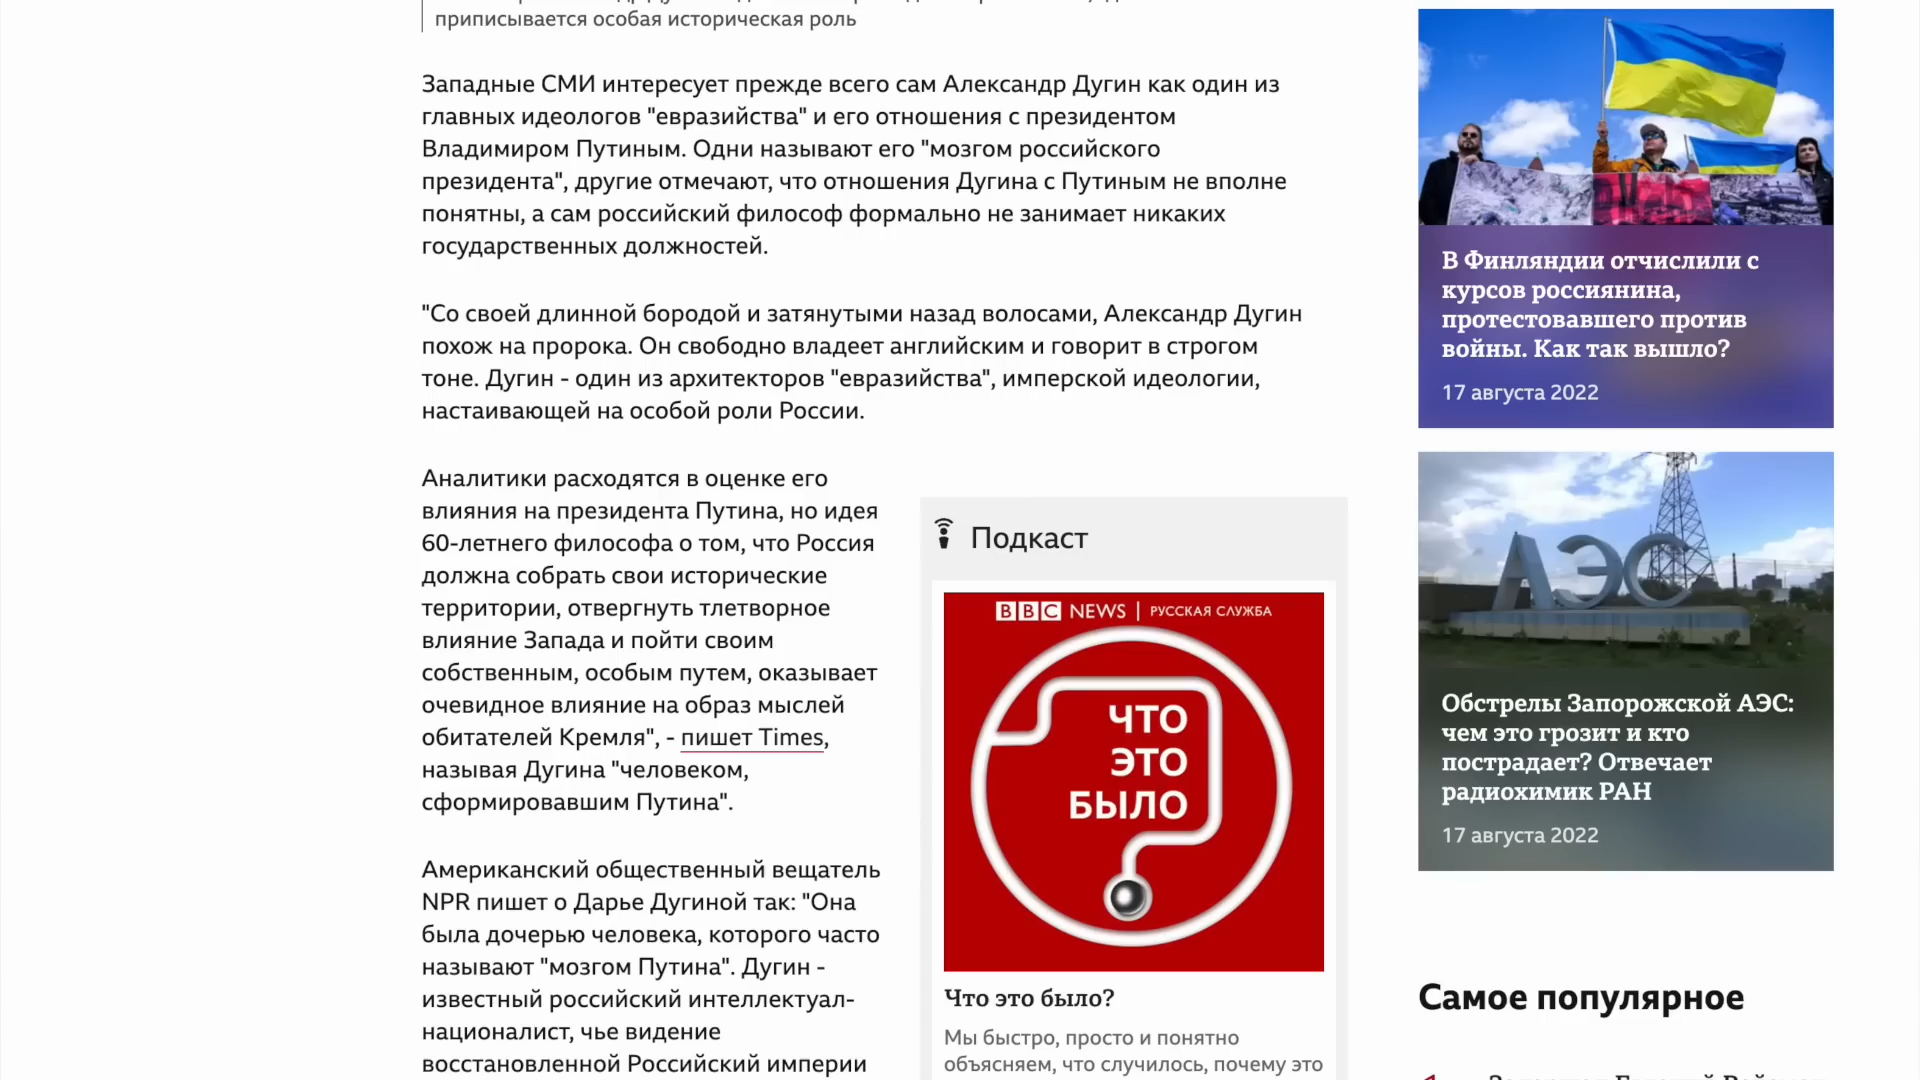 приписывается особая историческая роль
Западные СМИ интересует прежде всего сам Александр Дугин как один из
главных идеологов "евразийства" и его отношения с президентом
Владимиром Путиным. Одни называют его "мозгом российского
президента", другие отмечают, что отношения Дугина с Путиным не вполне
понятны, а сам российский философ формально не занимает никаких
государственных должностей.
"Со своей длинной бородой и затянутыми назад волосами, Александр Дугин
похож на пророка. Он свободно владеет английским и говорит в строгом
тоне. Дугин - один из архитекторов "евразийства", имперской идеологии,
настаивающей на особой роли России.
Аналитики расходятся в оценке его
влияния на президента Путина, но идея
60-летнего философа о том, что Россия
должна собрать свои исторические
территории, отвергнуть тлетворное
влияние Запада и пойти своим
собственным, особым путем, оказывает
очевидное влияние на образ мыслей
обитателей Кремля", - пишет Times,
называя Дугина "человеком,
сформировавшим Путина".
Американский общественный вещатель
NPR пишет о Дарье Дугиной так: "Она
была дочерью человека, которого часто
называют "мозгом Путина". Дугин -
известный российский интеллектуал-
националист, чье видение
восстановленной Российский империи
Подкаст
BBC NEWS | РУССКАЯ СЛУЖБА
ЧТО
ЭТО
БЫЛО
Что это было?
Мы быстро, просто и понятно
объясняем, что случилось, почему это
В Финляндии отчислили с
курсов россиянина,
протестовавшего против
войны. Как так вышло?
17 августа 2022
АЭС
Обстрелы Запорожской АЭС:
чем это грозит и кто
пострадает? Отвечает
радиохимик РАН
17 августа 2022
Самое популярное